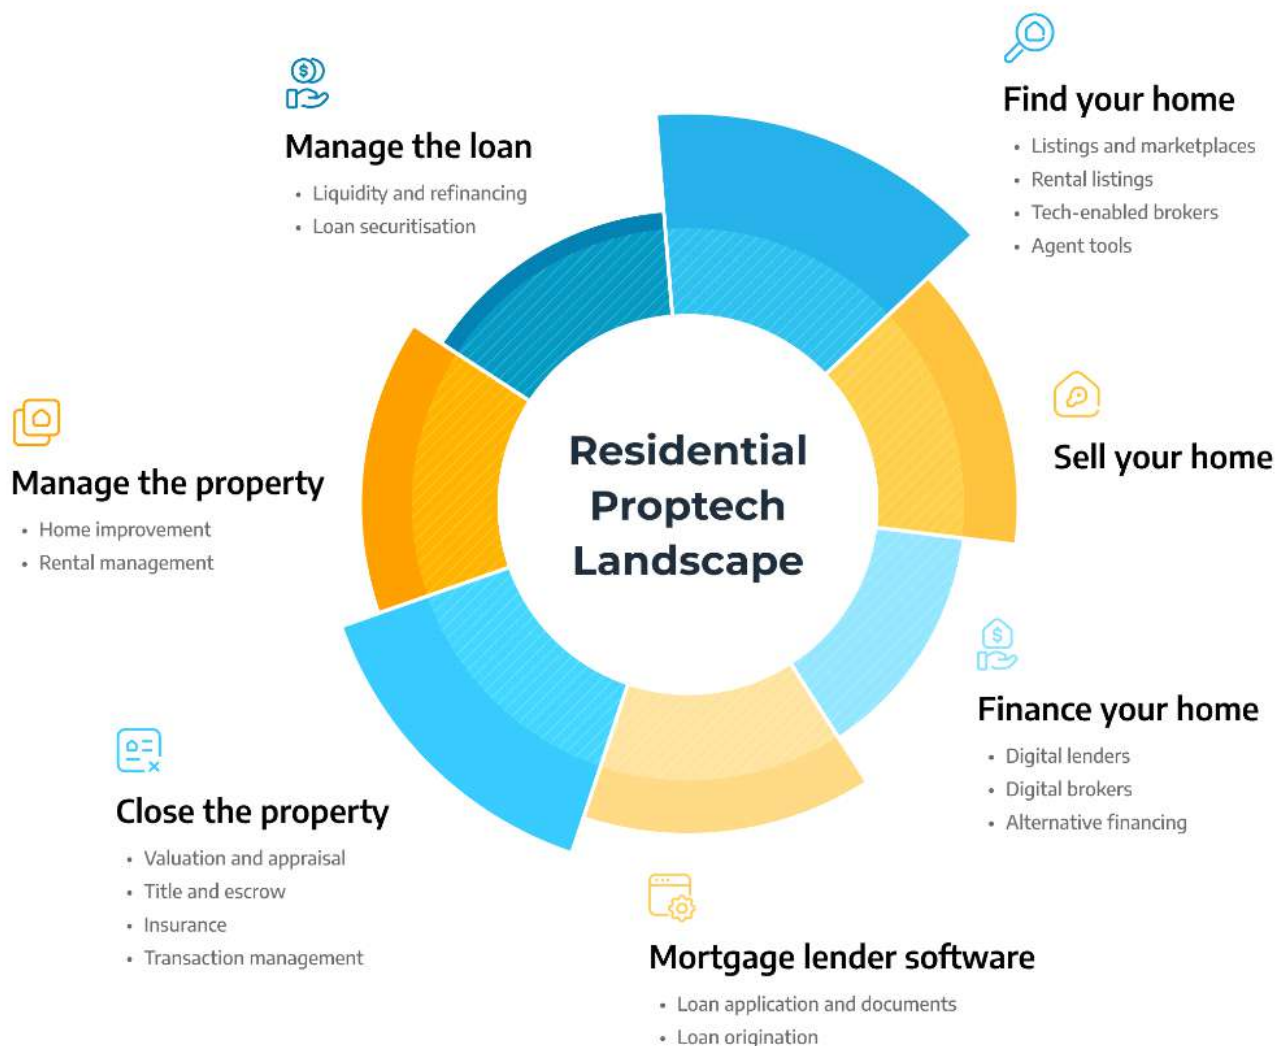 Find your home
• Listings and marketplaces
• Rental listings
• Tech-enabled brokers
• Agent tools
Sell your home
Finance your home
• Digital lenders
• Digital brokers
• Alternative financing
Mortgage lender software
• Loan application and documents
• Loan origination
Close the property
• Valuation and appraisal
• Title and escrow
• Insurance
• Transaction management
Manage the property
• Home improvement
• Rental management
Manage the loan
• Liquidity and refinancing
• Loan securitisation
Residential
Proptech
Landscape